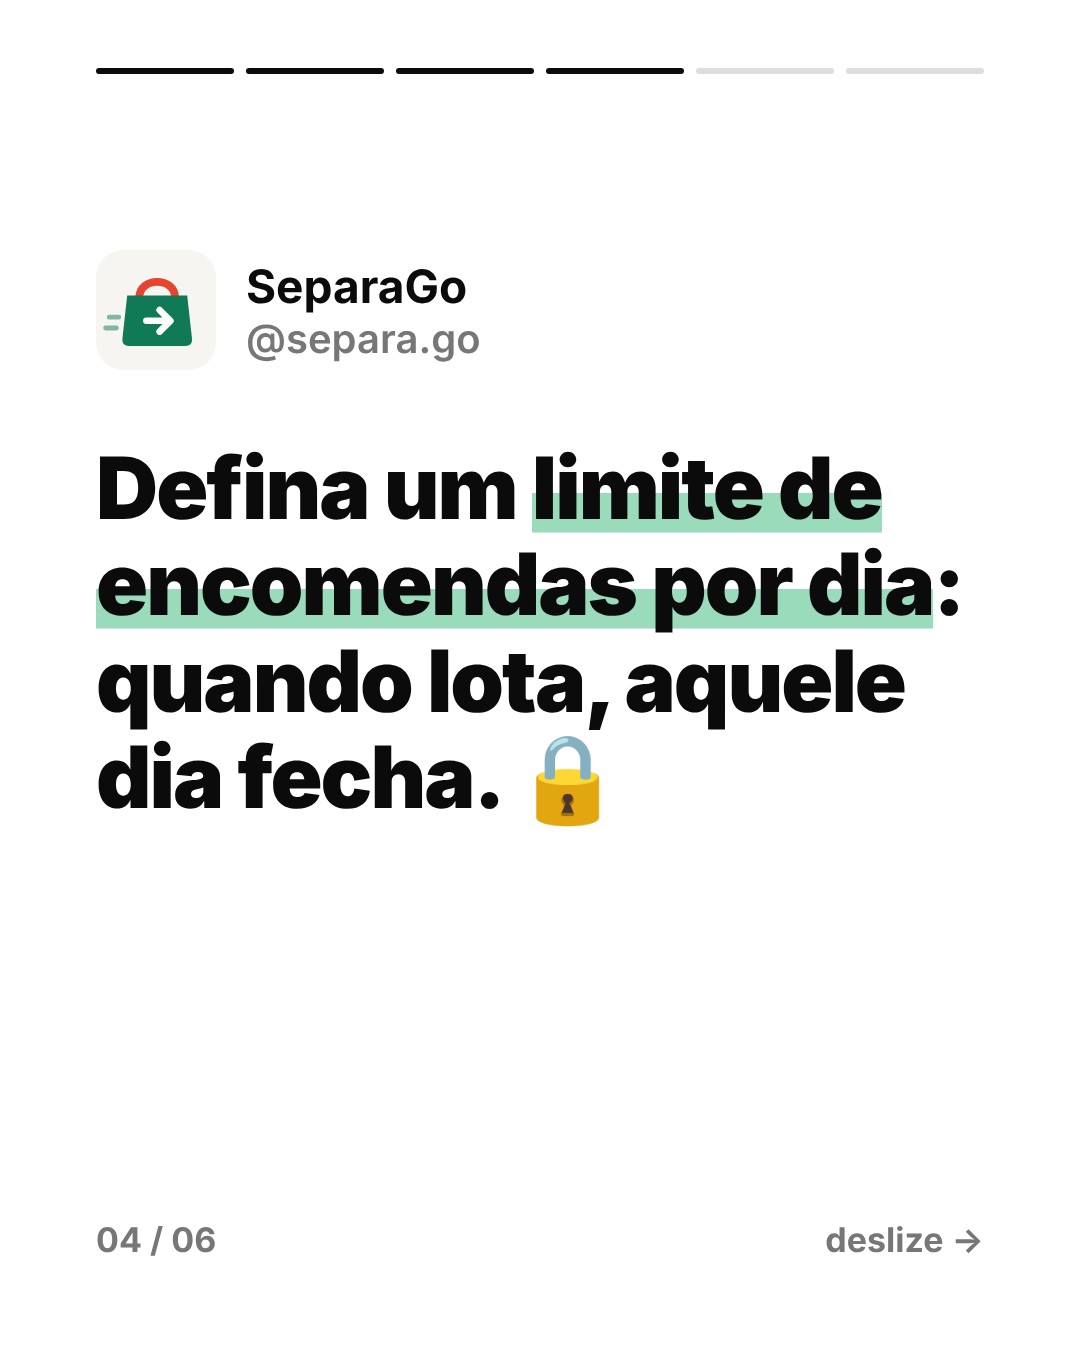 SeparaGo
@separa.go
Defina um limite de
encomendas por dia:
quando lota, aquele
dia fecha. 🔒
04 / 06
deslize →